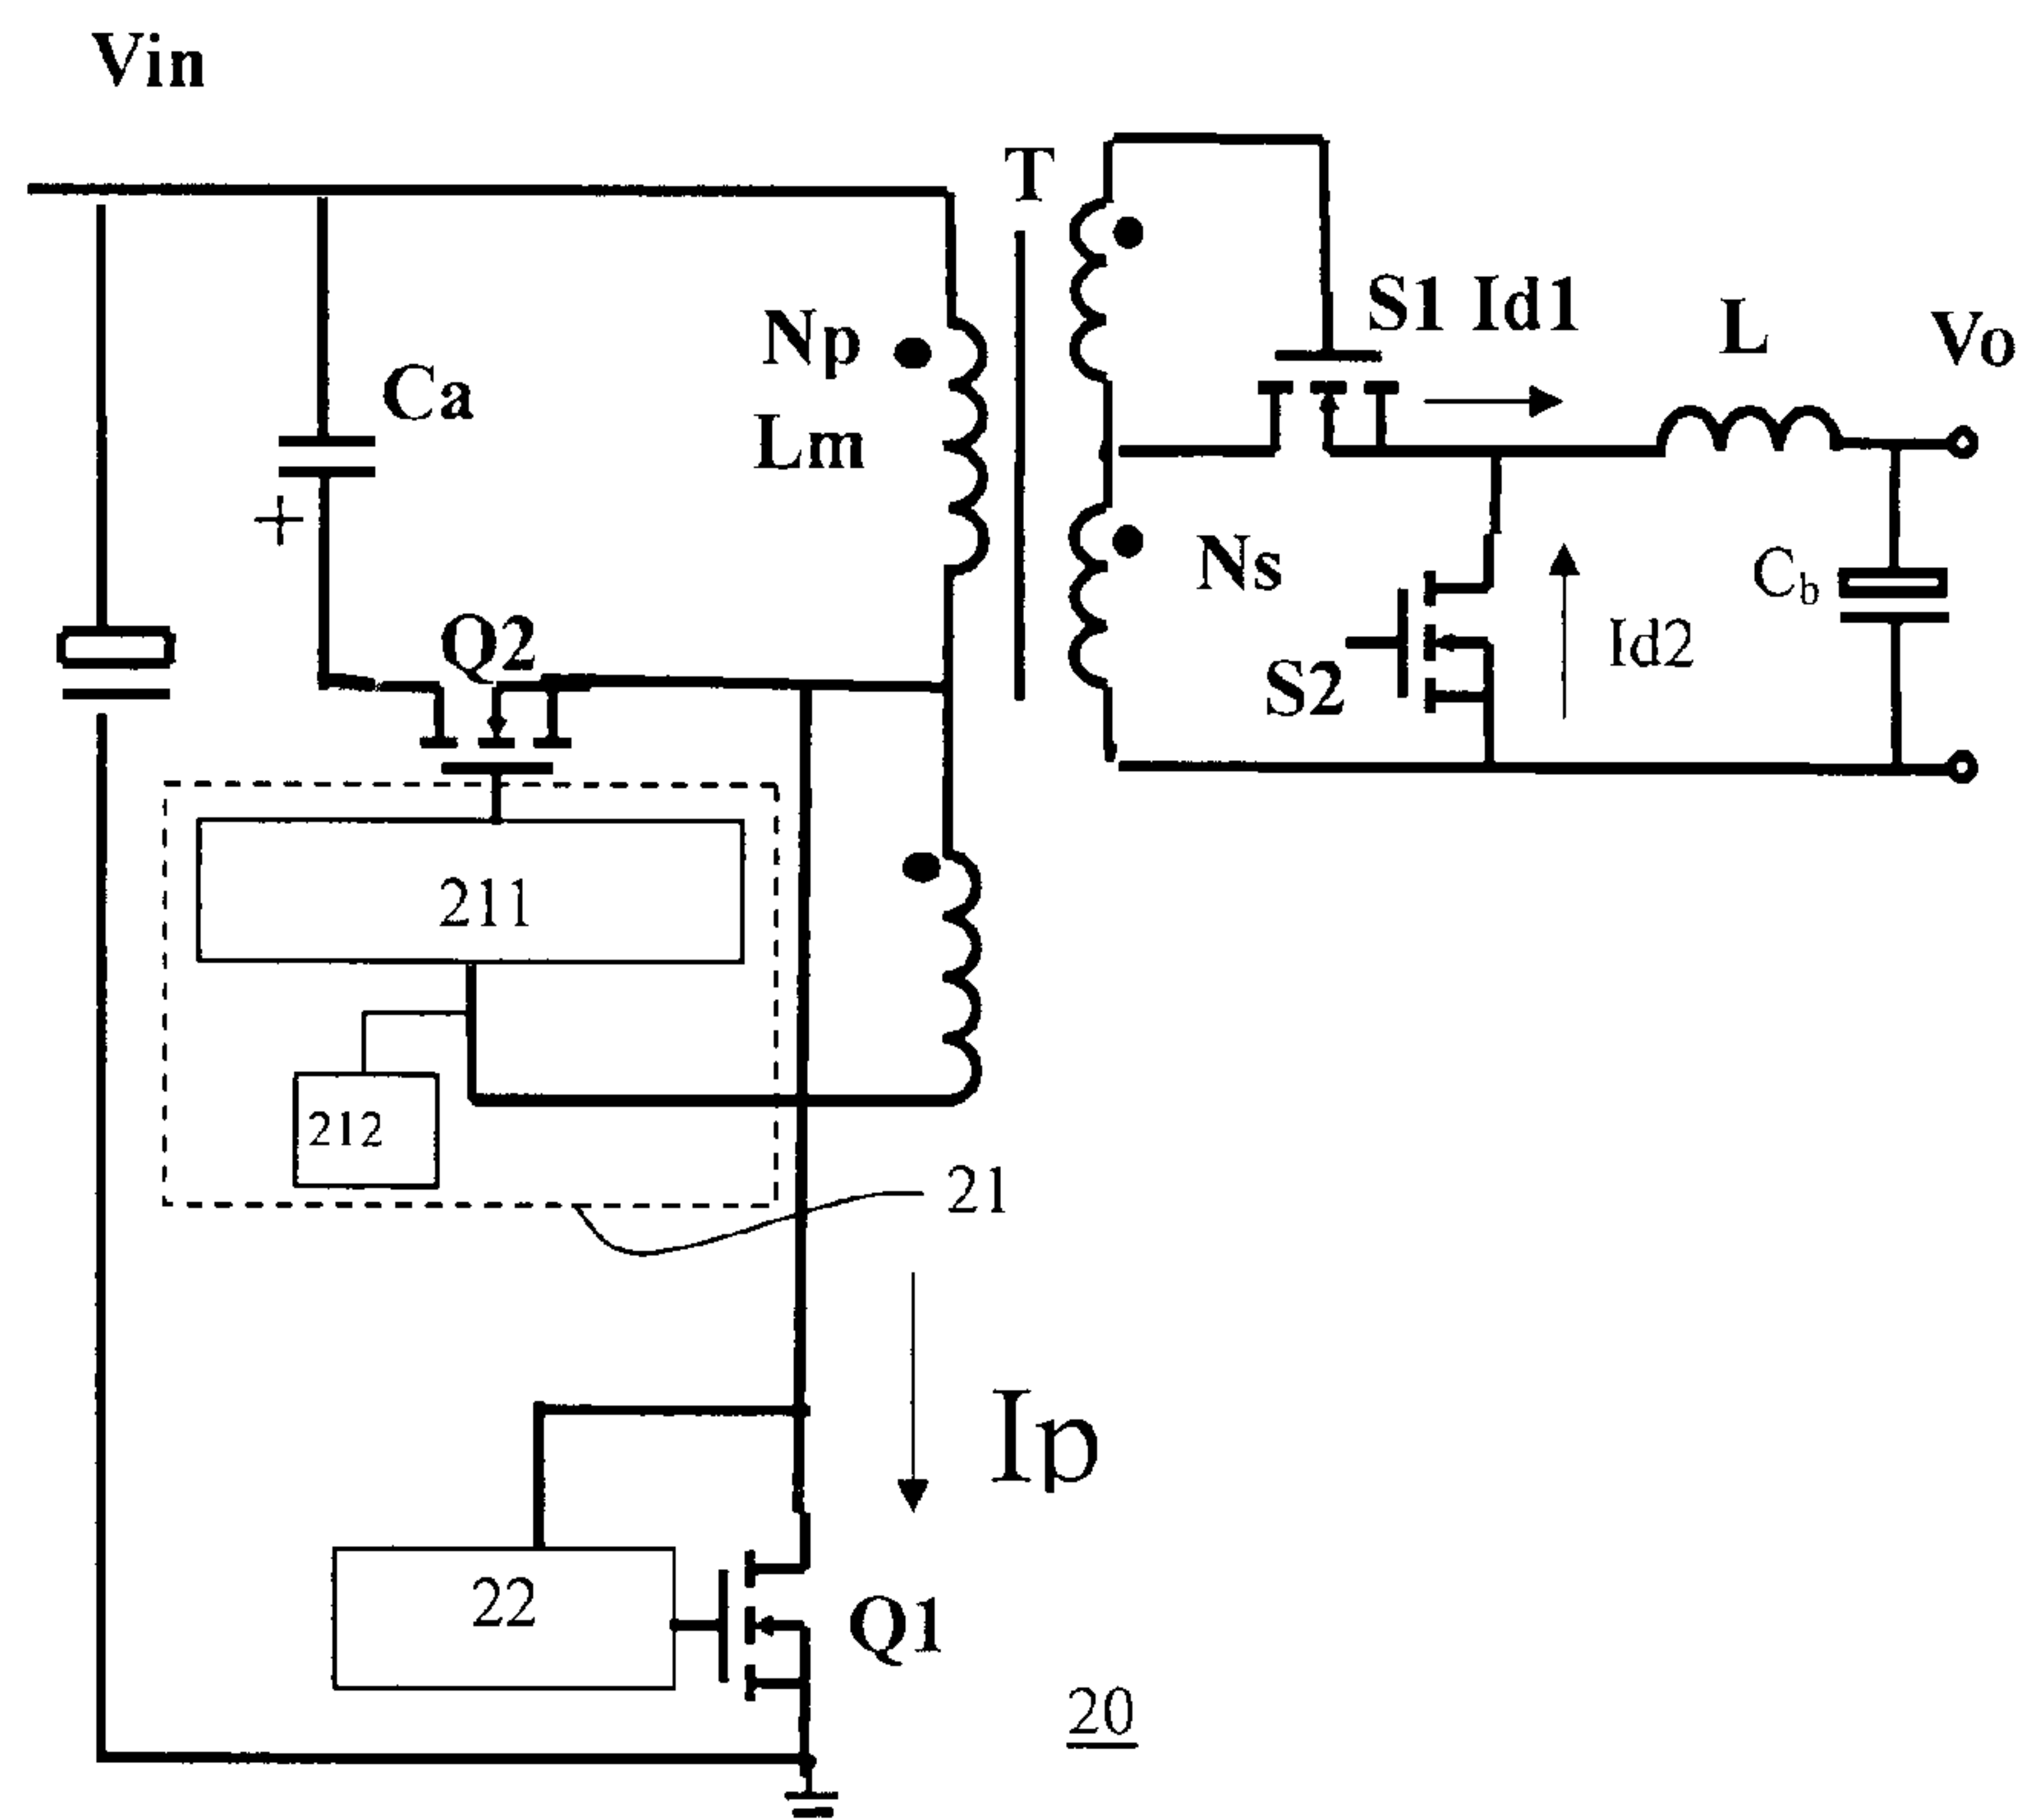 Vin
T
S1 Id1
L
Vo
Np
Ca
Lm
+
Ns
Cb
Q2
S2
Id2
211
212
21
Ip
22
Q1
20